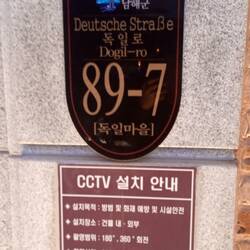 남해군
Deutsche Straße
독일로
Dogil-ro
89-7
[독일마을]
CCTV 설치 안내
◆ 설치목적 : 방범 및 화재 예방 및 시설안전
◆ 설치장소 : 건물 내·외부
◆ 촬영범위 : 180°, 360° 회전